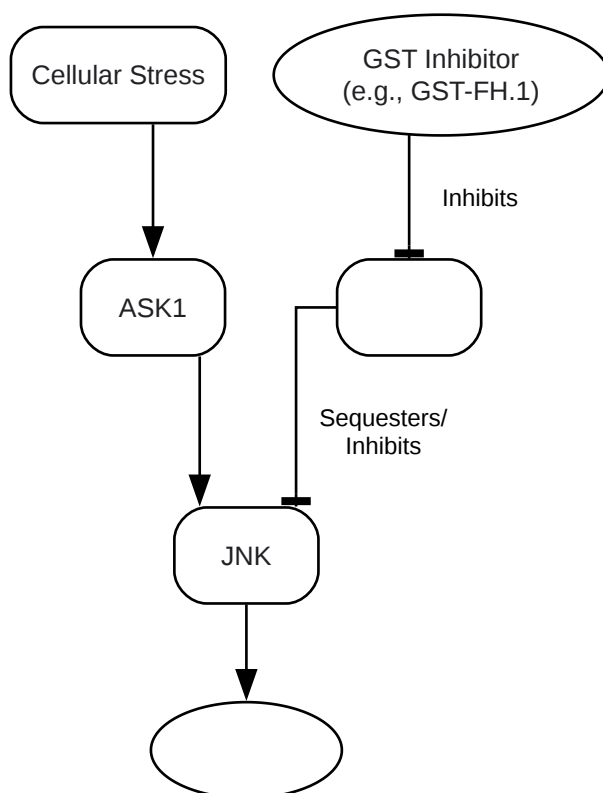 Cellular Stress
GST Inhibitor
(e.g., GST-FH.1)
Inhibits
ASK1
Sequesters/
Inhibits
JNK